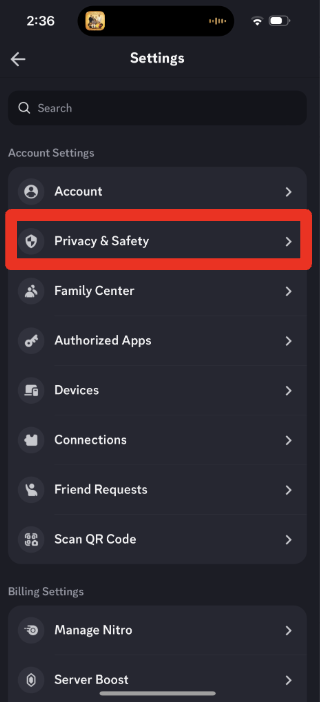 2:36
Settings
Search
Account Settings
Account
Privacy & Safety
Family Center
Authorized Apps
Devices
Connections
Friend Requests
Scan QR Code
Billing Settings
Manage Nitro
Server Boost